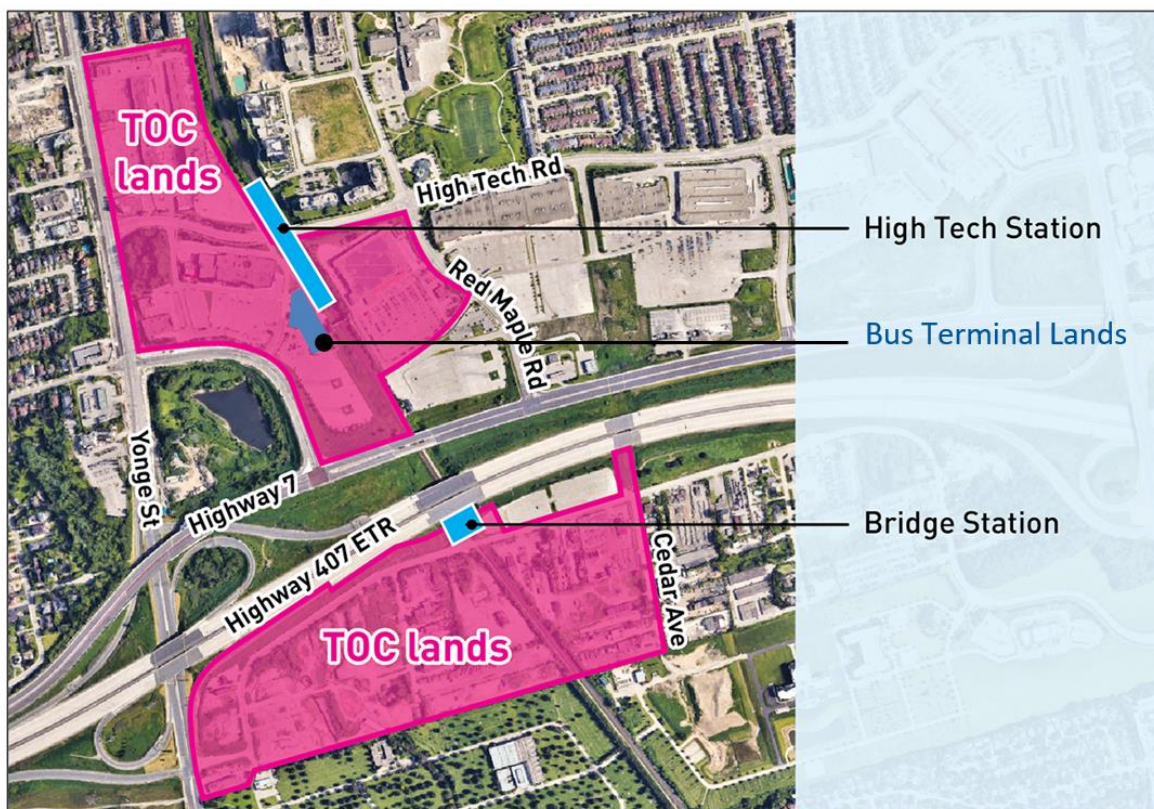 TOC
lands
High Tech Rd
High Tech Station
Red Maple Rd
Bus Terminal Lands
Yonge St
Highway 7
Bridge Station
Highway 407 ETR
Cedar Ave
TOC lands